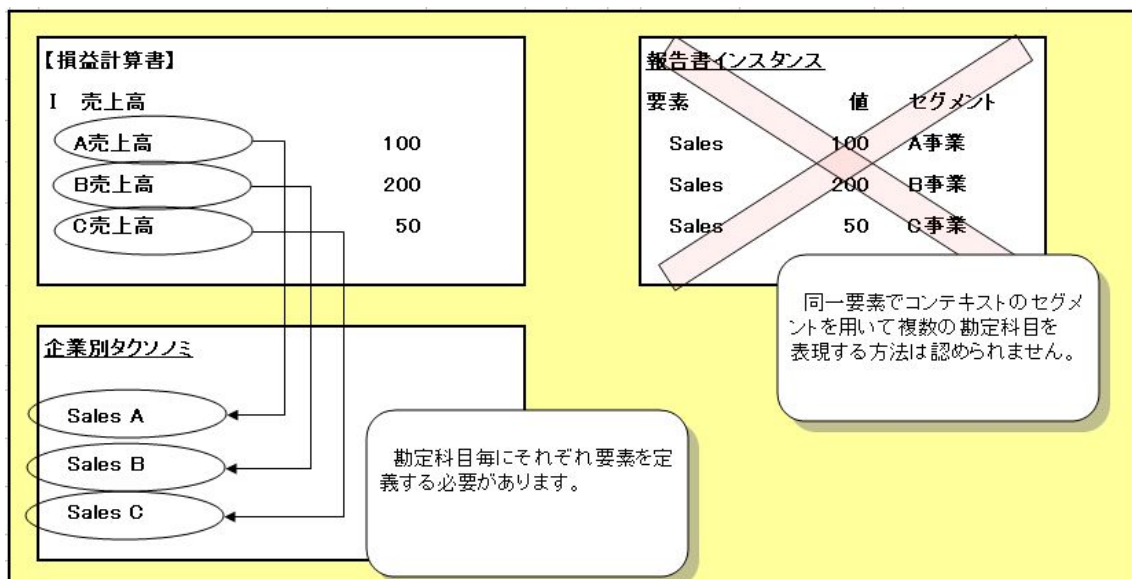 【損益計算書】
Ⅰ 売上高
A売上高 100
B売上高 200
C売上高 50
報告書インスタンス
要素 値 セグメント
Sales 100 A事業
Sales 200 B事業
Sales 50 C事業
同一要素でコンテキストのセグメ
ントを用いて複数の勘定科目を
表現する方法は認められません。
企業別タクソノミ
Sales A
Sales B
Sales C
勘定科目毎にそれぞれ要素を定
義する必要があります。